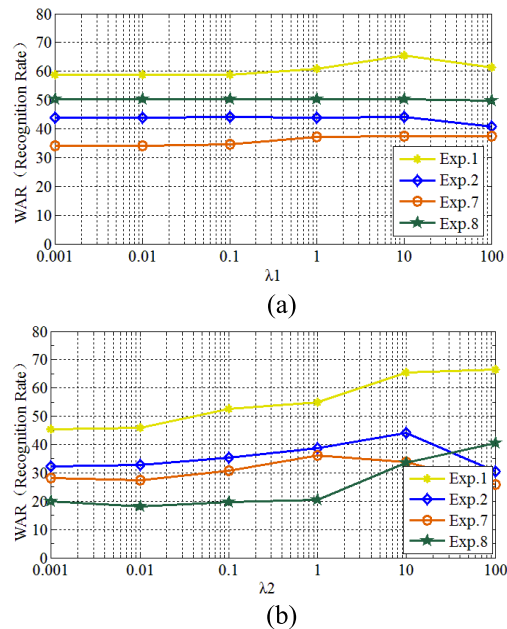 80
70
60
50
40
30
20
10
0
WAR（Recognition Rate）
Exp.1
Exp.2
Exp.7
Exp.8
0.001 0.01 0.1 1 10 100
λ1
(a)
80
70
60
50
40
30
20
10
0
WAR（Recognition Rate）
Exp.1
Exp.2
Exp.7
Exp.8
0.001 0.01 0.1 1 10 100
λ2
(b)